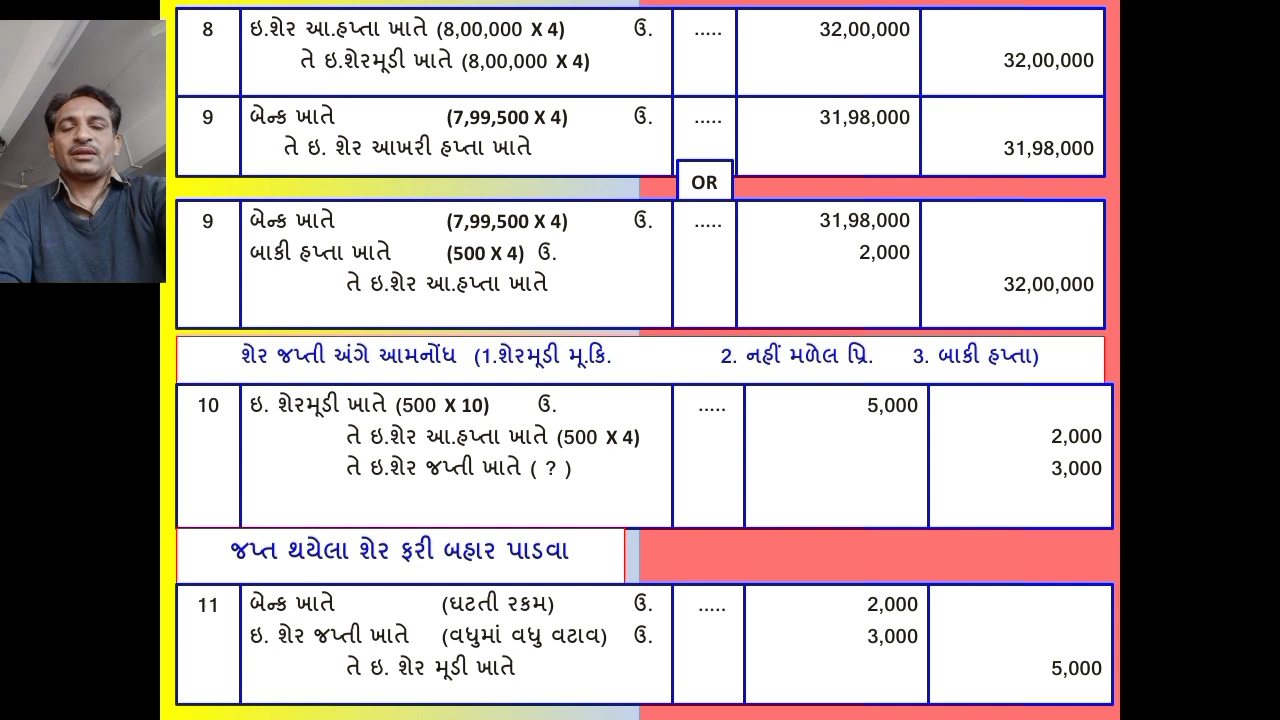 8 ઇ.શેર આ.હપ્તા ખાતે (8,00,000 X 4) ઉ. ..... 32,00,000
તે ઇ.શેરમૂડી ખાતે (8,00,000 X 4) 32,00,000
9 બેન્ક ખાતે (7,99,500 X 4) ઉ. ..... 31,98,000
તે ઇ. શેર આખરી હપ્તા ખાતે 31,98,000
OR
9 બેન્ક ખાતે (7,99,500 X 4) ઉ. ..... 31,98,000
બાકી હપ્તા ખાતે (500 X 4) ઉ. 2,000
તે ઇ.શેર આ.હપ્તા ખાતે 32,00,000
શેર જપ્તી અંગે આમનોંધ (1.શેરમૂડી મૂ.કિ. 2. નહીં મળેલ પ્રિ. 3. બાકી હપ્તા)
10 ઇ. શેરમૂડી ખાતે (500 X 10) ઉ. ..... 5,000
તે ઇ.શેર આ.હપ્તા ખાતે (500 X 4) 2,000
તે ઇ.શેર જપ્તી ખાતે ( ? ) 3,000
જપ્ત થયેલા શેર ફરી બહાર પાડવા
11 બેન્ક ખાતે (ઘટતી રકમ) ઉ. ..... 2,000
ઇ. શેર જપ્તી ખાતે (વધુમાં વધુ વટાવ) ઉ. 3,000
તે ઇ. શેર મૂડી ખાતે 5,000